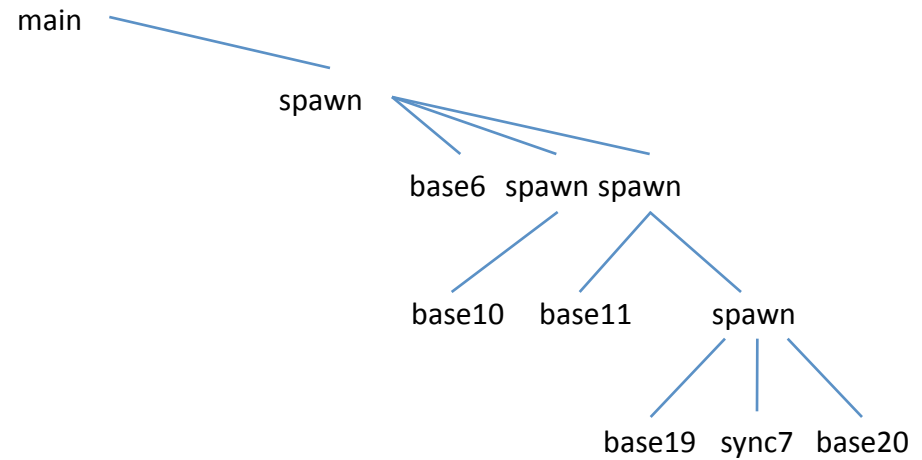 main
spawn
base6 spawn spawn
base10 base11 spawn
base19 sync7 base20